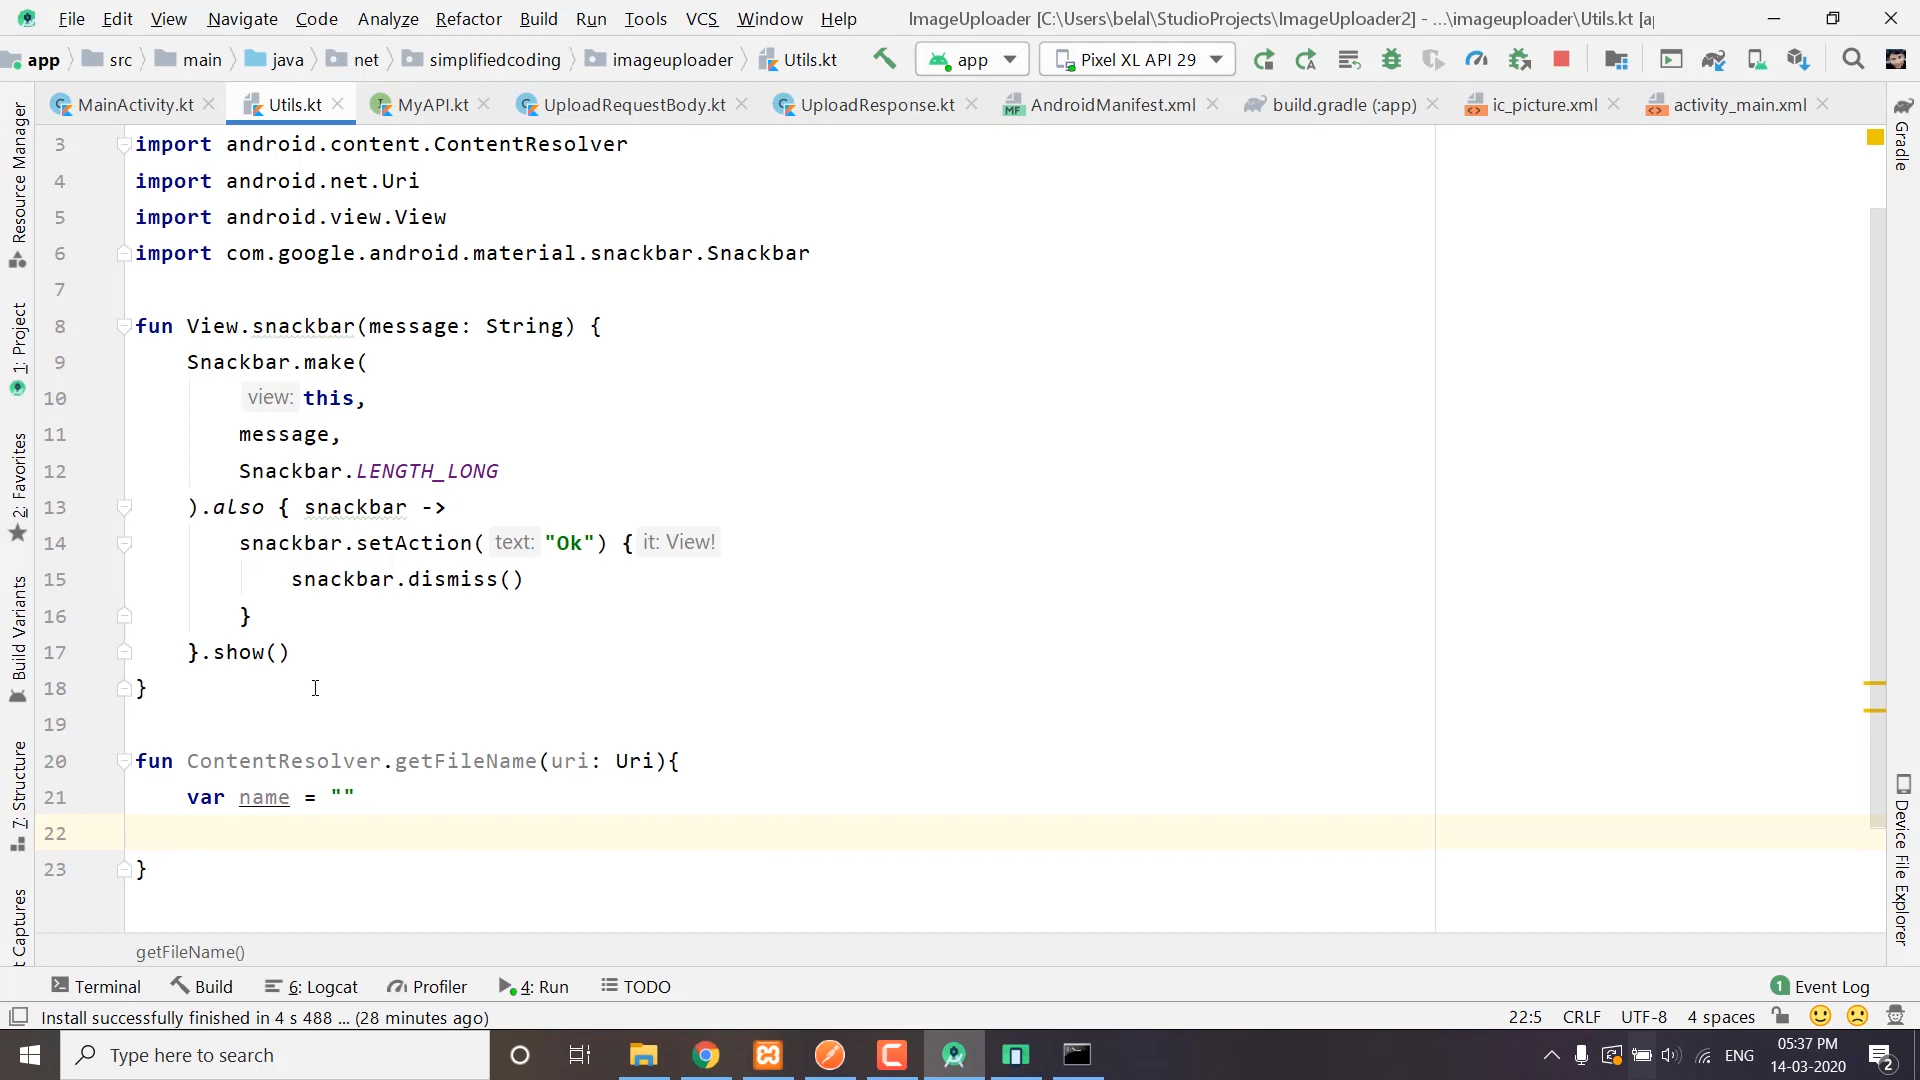 File Edit View Navigate Code Analyze Refactor Build Run Tools VCS Window Help ImageUploader [C:\Users\belal\StudioProjects\ImageUploader2] - ...\imageuploader\Utils.kt [a
app src main java net simplifiedcoding imageuploader Utils.kt app Pixel XL API 29
MainActivity.kt Utils.kt MyAPI.kt UploadRequestBody.kt UploadResponse.kt AndroidManifest.xml build.gradle (:app) ic_picture.xml activity_main.xml
Resource Manager
1: Project
2: Favorites
Build Variants
7: Structure
t Captures
3 import android.content.ContentResolver
4 import android.net.Uri
5 import android.view.View
6 import com.google.android.material.snackbar.Snackbar
7
8 fun View.snackbar(message: String) {
9 Snackbar.make(
10 view: this,
11 message,
12 Snackbar.LENGTH_LONG
13 ).also { snackbar ->
14 snackbar.setAction( text: "Ok") { it: View!
15 snackbar.dismiss()
16 }
17 }.show()
18 }
19
20 fun ContentResolver.getFileName(uri: Uri){
21 var name = ""
22
23 }
Gradle
Device File Explorer
getFileName()
Terminal Build 6: Logcat Profiler 4: Run TODO 1 Event Log
Install successfully finished in 4 s 488 ... (28 minutes ago) 22:5 CRLF UTF-8 4 spaces
Type here to search ENG 05:37 PM
14-03-2020 2